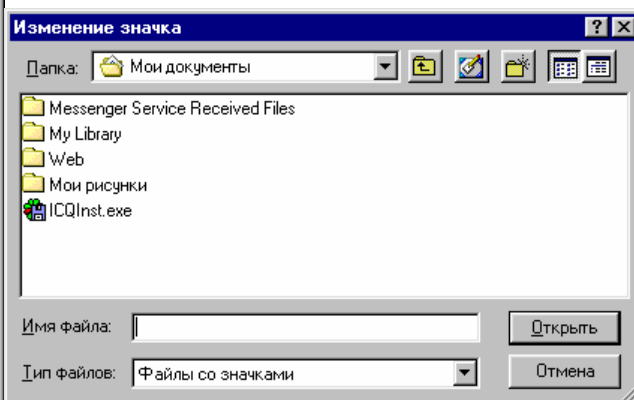 Изменение значка
Папка: Мои документы
Messenger Service Received Files
My Library
Web
Мои рисунки
ICQInst.exe
Имя файла: Открыть
Тип файлов: Файлы со значками Отмена